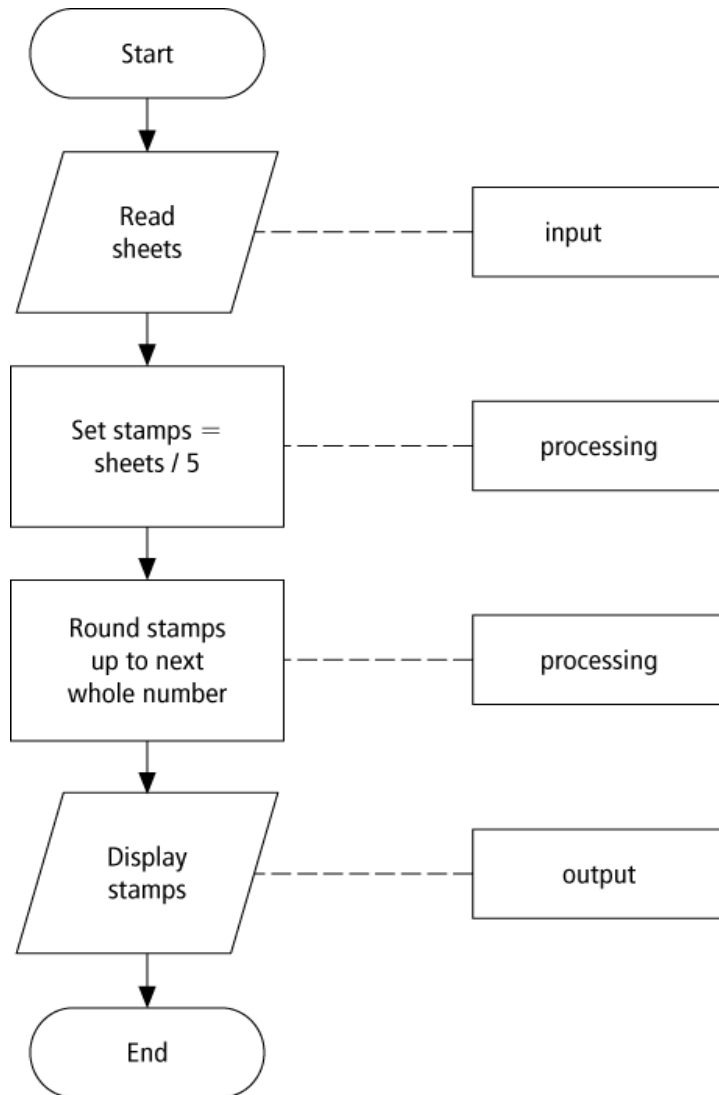 Start
Read
sheets
input
Set stamps =
sheets / 5
processing
Round stamps
up to next
whole number
processing
Display
stamps
output
End